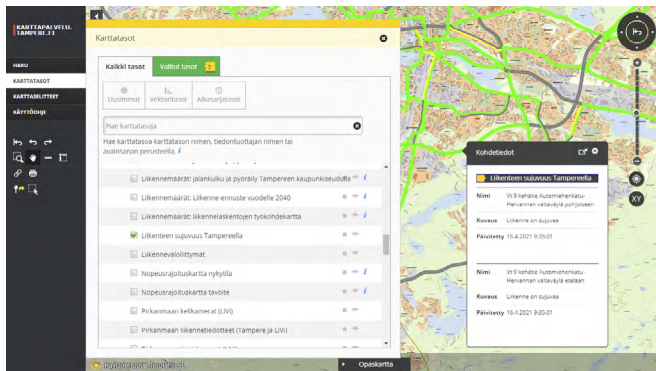 KARTTAPALVELU.
TAMPERE.FI
HAKU
KARTTATASOT
KARTTASELITTEET
KÄYTTÖOHJE
Karttatasot
Kaikki tasot
Valitut tasot
Uusimmat
Vektoritasot
Aikasarjatasot
Hae karttatasoja
Hae karttatasoa karttatason nimen, tiedontuottajan nimen tai
avainsanan perusteella. i
Liikennemäärät: jalankulku ja pyöräily Tampereen kaupunkiseudulla
Liikennemäärät: Liikenne-ennuste vuodelle 2040
Liikennemäärät: liikennelaskentojen työkohdekartta
Liikenteen sujuvuus Tampereella
Liikennevaloliittymät
Nopeusrajoituskartta nykytila
Nopeusrajoituskartta tavoite
Pirkanmaan kelikamerat (LiVi)
Pirkanmaan liikennetiedotteet (Tampere ja LiVi)
Opaskartta
XY
Kohdetiedot
Liikenteen sujuvuus Tampereella
Nimi Vt 9 kehätie Automiehenkatu-
Hervannan valtaväylä pohjoiseen
Kuvaus Liikenne on sujuvaa
Päivitetty 16.4.2021 9:35:01
Nimi Vt 9 kehätie Automiehenkatu-
Hervannan valtaväylä etelään
Kuvaus Liikenne on sujuvaa
Päivitetty 16.4.2021 9:35:01